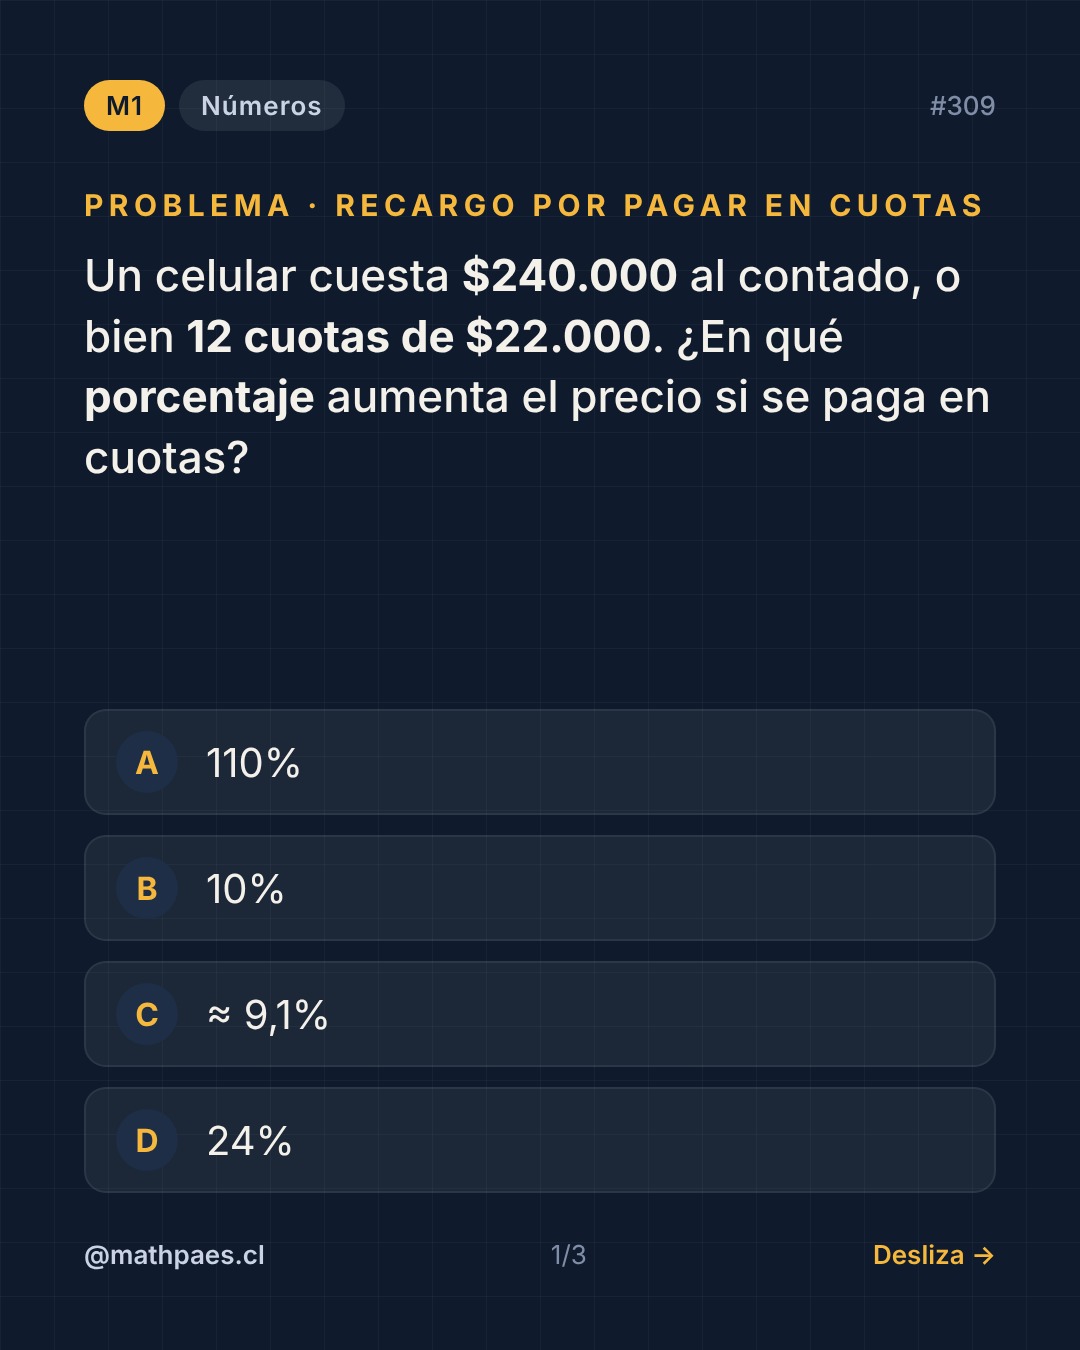 M1 Números #309
PROBLEMA · RECARGO POR PAGAR EN CUOTAS
Un celular cuesta $240.000 al contado, o
bien 12 cuotas de $22.000. ¿En qué
porcentaje aumenta el precio si se paga en
cuotas?
A 110%
B 10%
C ≈ 9,1%
D 24%
@mathpaes.cl 1/3 Desliza →